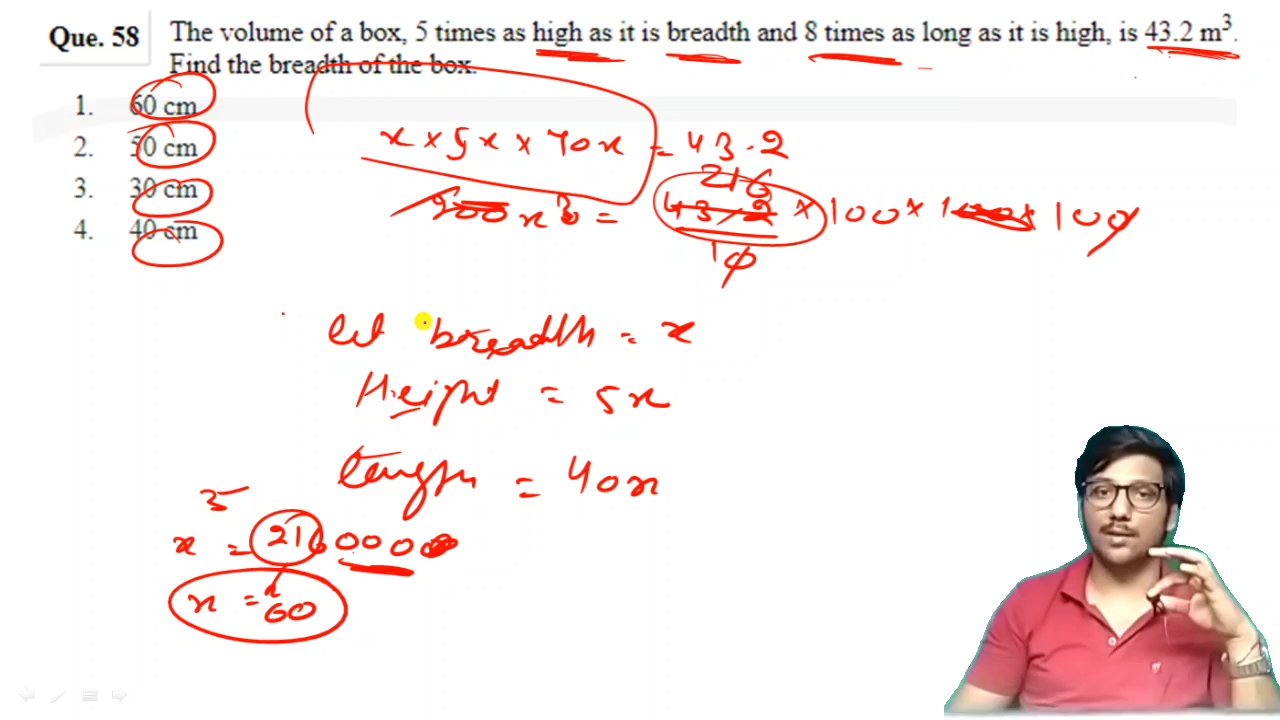 Que. 58 The volume of a box, 5 times as high as it is breadth and 8 times as long as it is high, is 43.2 m³.
Find the breadth of the box.
1. 60 cm
2. 50 cm
3. 30 cm
4. 40 cm
x × 5x × 40x = 43.2
216
200x³ = 43.2 × 100 × 100 × 100
10
let breadth = x
Height = 5x
length = 40x
x³ = 216000
x = 60